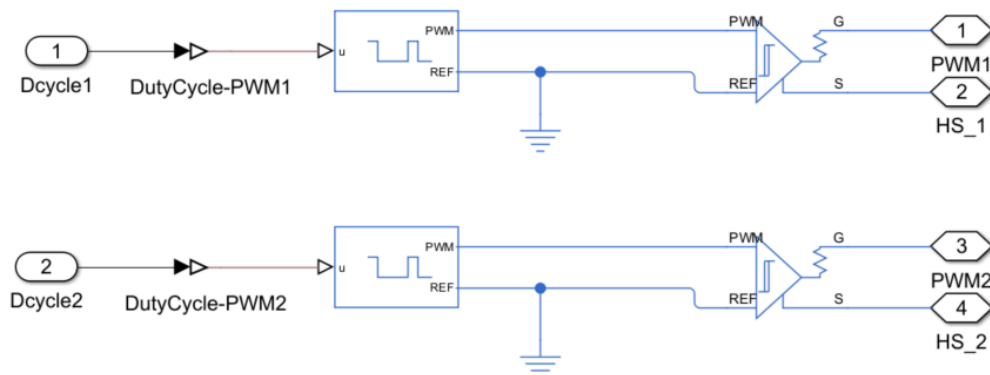 1
Dcycle1
DutyCycle-PWM1
u
PWM
REF
PWM
REF
G
S
1
PWM1
2
HS_1
2
Dcycle2
DutyCycle-PWM2
u
PWM
REF
PWM
REF
G
S
3
PWM2
4
HS_2